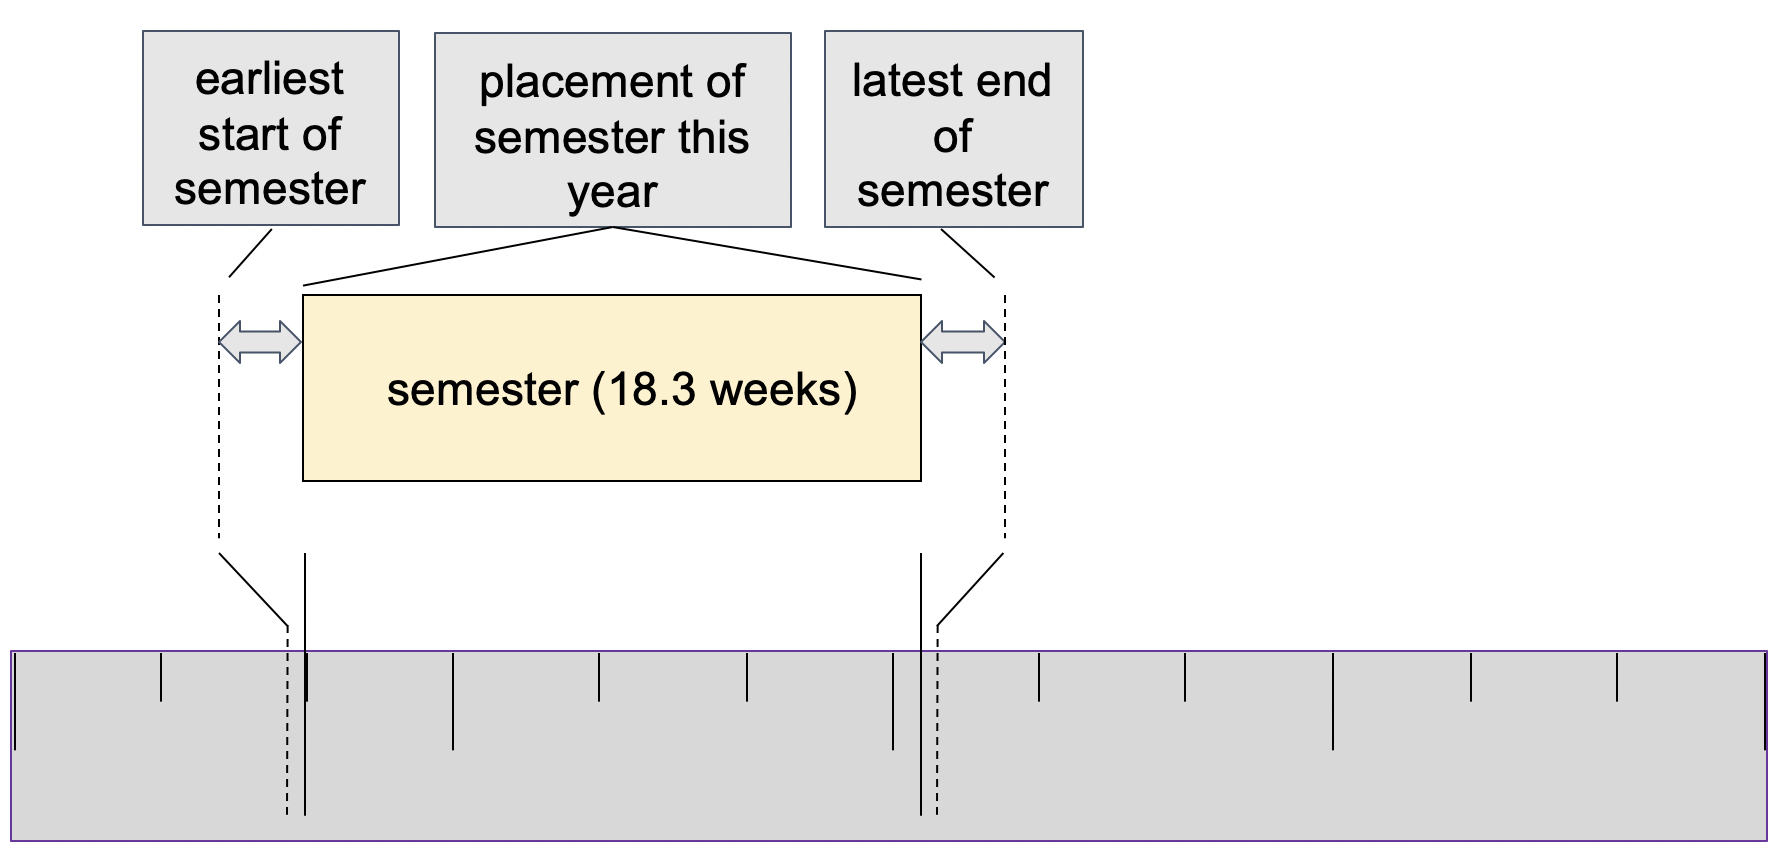 earliest
start of
semester
placement of
semester this
year
latest end
of
semester
semester (18.3 weeks)